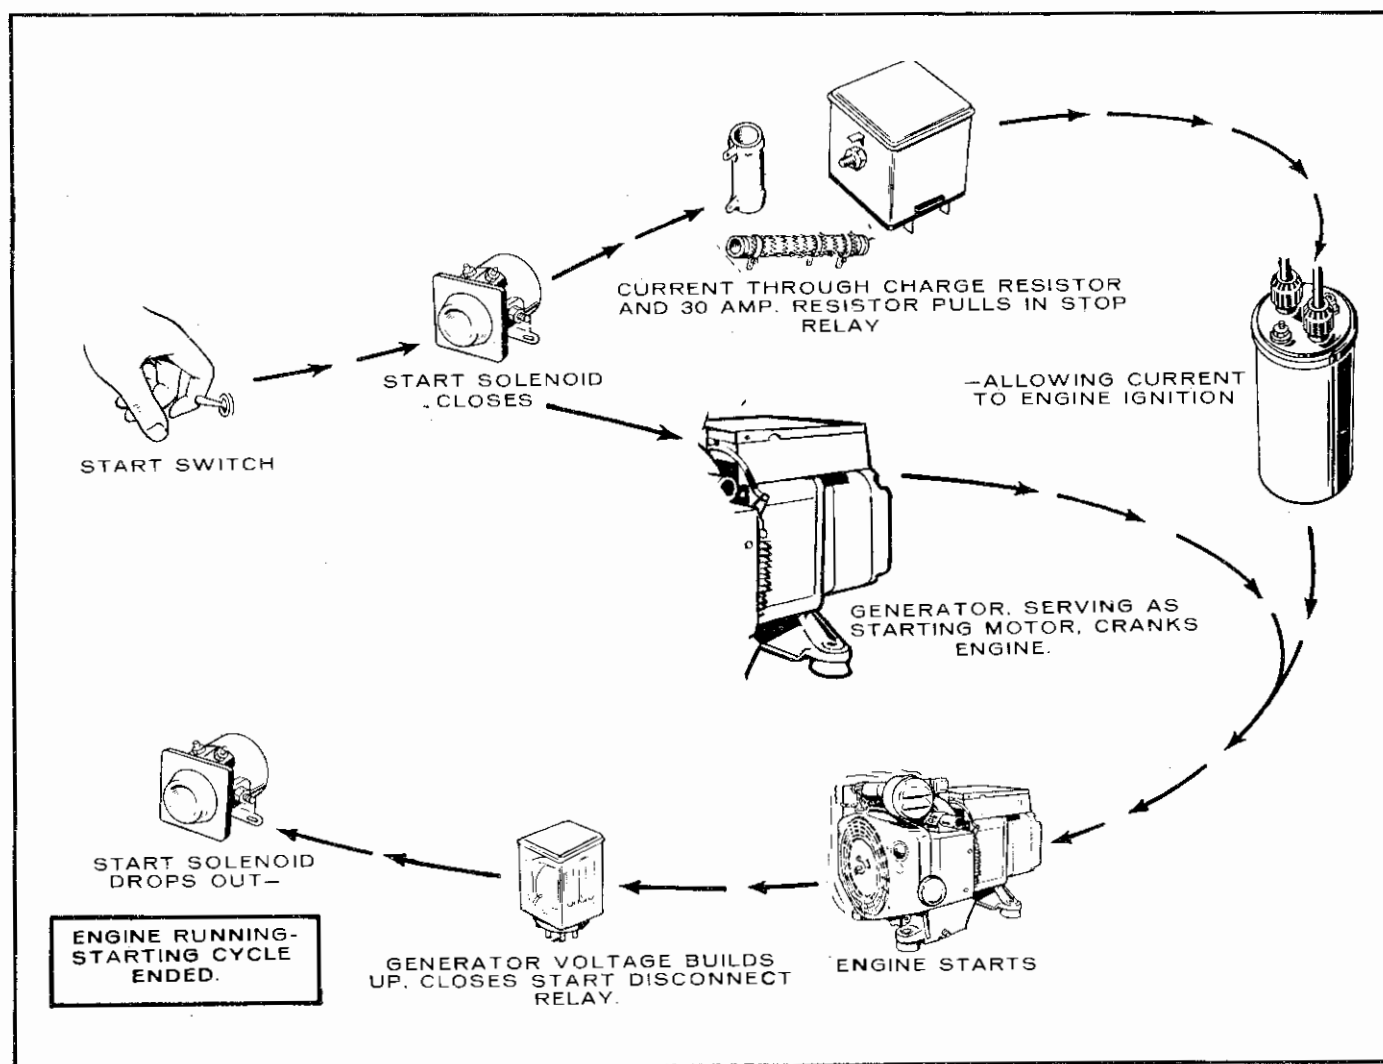 CURRENT THROUGH CHARGE RESISTOR
AND 30 AMP. RESISTOR PULLS IN STOP
RELAY
START SOLENOID
CLOSES
START SWITCH
—ALLOWING CURRENT
TO ENGINE IGNITION
GENERATOR, SERVING AS
STARTING MOTOR, CRANKS
ENGINE.
ENGINE STARTS
GENERATOR VOLTAGE BUILDS
UP, CLOSES START DISCONNECT
RELAY.
START SOLENOID
DROPS OUT—
ENGINE RUNNING-
STARTING CYCLE
ENDED.